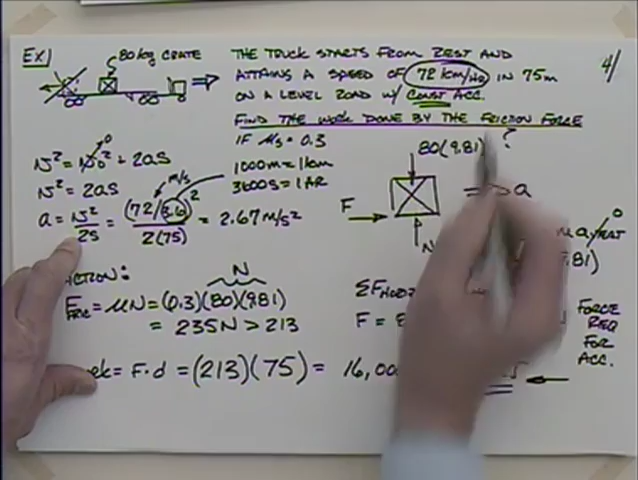 EX1
80 kg CRATE
THE TRUCK STARTS FROM REST AND
ATTAINS A SPEED OF 72 km/HR IN 75m
ON A LEVEL ROAD w/ CONST ACC.
FIND THE WORK DONE BY THE FRICTION FORCE
IF μs = 0.3 ?
4/
v² = v₀² + 2as
0
v² = 2as
a = v²/2s = (72/3.6)²/2(75) = 2.67 m/s²
m/s
1000m = 1km
3600s = 1HR
80(9.81)
F
N
a
0
81)
N
F FRIC = μN = (0.3)(80)(9.81)
= 235N > 213
ΣF
F =
FORCE
REQ
FOR
ACC.
= F·d = (213)(75) = 16,00